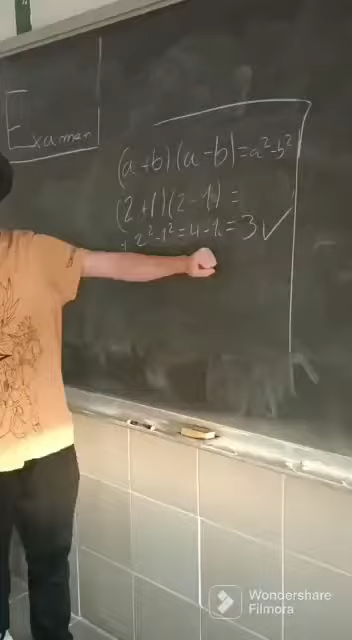 Examen
(a+b)(a-b)=a²-b²
(2+1)(2-1)=
2²-1²=4-1=3✓
Wondershare
Filmora